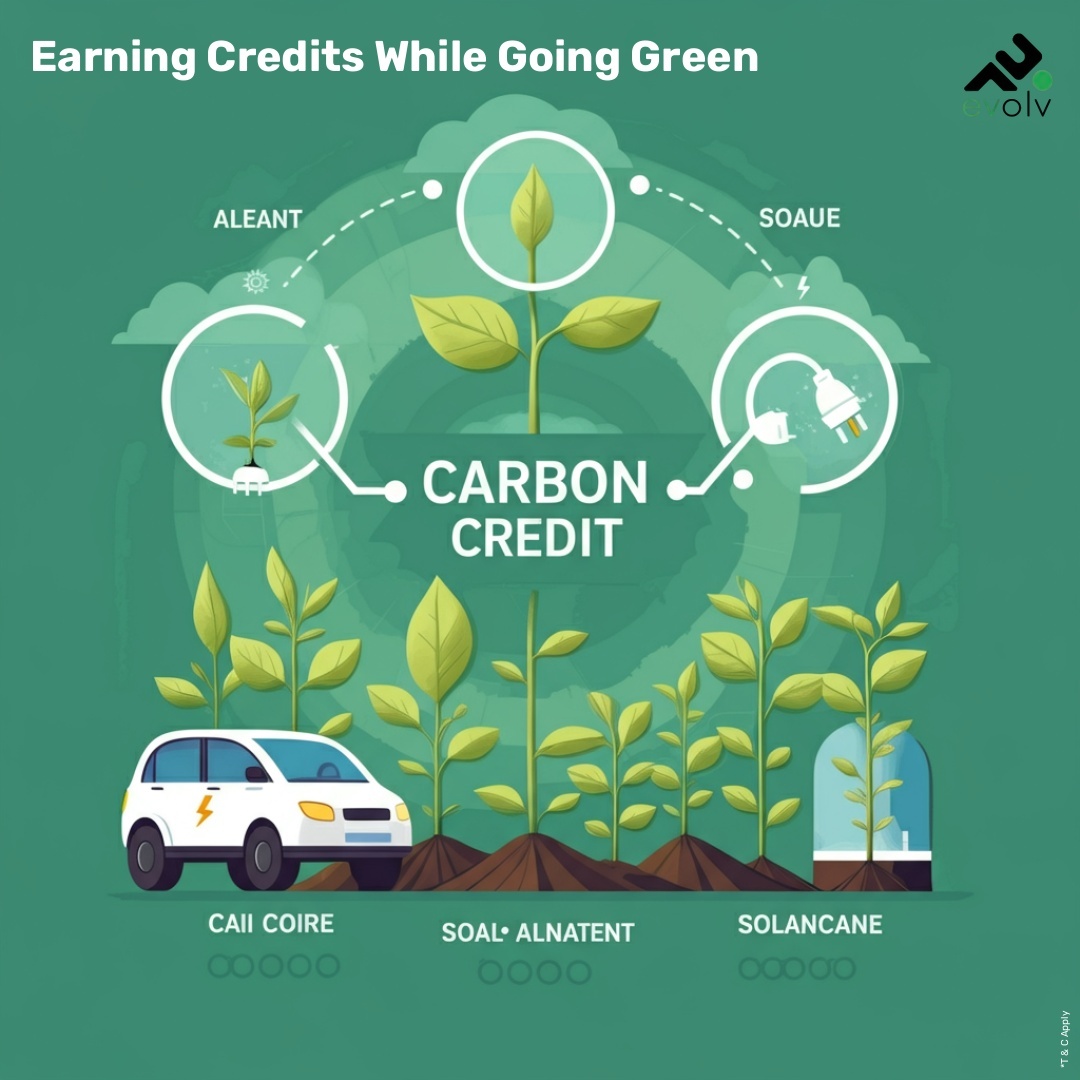 Earning Credits While Going Green
evolv
ALEANT
SOAUE
CARBON
CREDIT
CAII COIRE
SOAL• ALNATENT
SOLANCANE
*T & C Apply